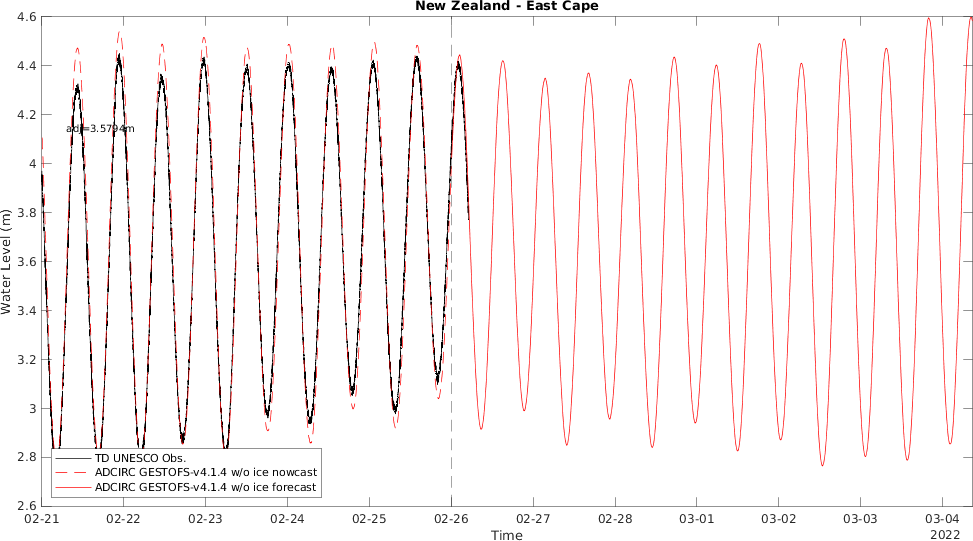 New Zealand - East Cape
4.6
4.4
4.2
4
3.8
3.6
3.4
3.2
3
2.8
2.6
Water Level (m)
adj=3.5794m
TD UNESCO Obs.
ADCIRC GESTOFS-v4.1.4 w/o ice nowcast
ADCIRC GESTOFS-v4.1.4 w/o ice forecast
02-21 02-22 02-23 02-24 02-25 02-26 02-27 02-28 03-01 03-02 03-03 03-04
2022
Time